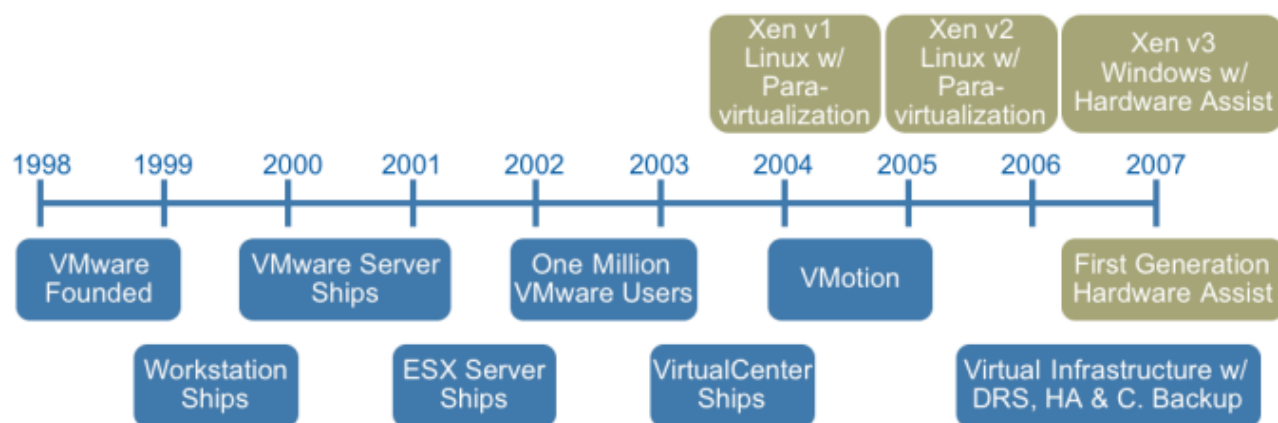 Xen v1
Linux w/
Para-
virtualization
Xen v2
Linux w/
Para-
virtualization
Xen v3
Windows w/
Hardware Assist
1998 1999 2000 2001 2002 2003 2004 2005 2006 2007
VMware
Founded
VMware Server
Ships
One Million
VMware Users
VMotion
First Generation
Hardware Assist
Workstation
Ships
ESX Server
Ships
VirtualCenter
Ships
Virtual Infrastructure w/
DRS, HA & C. Backup